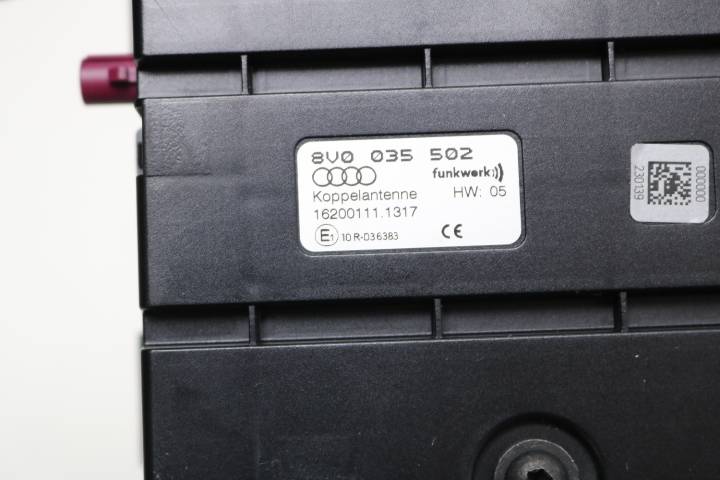 8V0 035 502
funkwerk
Koppelantenne HW: 05
16200111.1317
E1 10 R-036383 CE
000000
230139